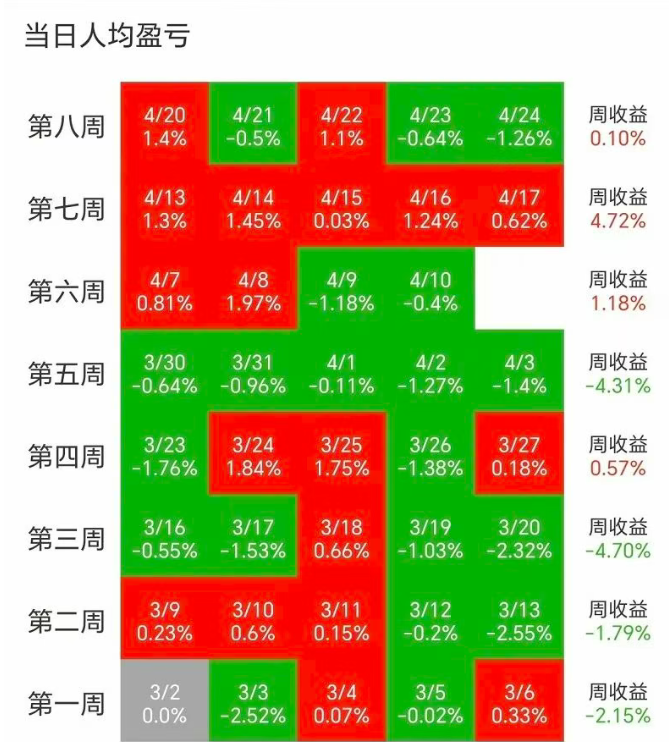 当日人均盈亏
第八周 4/20 4/21 4/22 4/23 4/24 周收益
1.4% -0.5% 1.1% -0.64% -1.26% 0.10%
第七周 4/13 4/14 4/15 4/16 4/17 周收益
1.3% 1.45% 0.03% 1.24% 0.62% 4.72%
第六周 4/7 4/8 4/9 4/10 周收益
0.81% 1.97% -1.18% -0.4% 1.18%
第五周 3/30 3/31 4/1 4/2 4/3 周收益
-0.64% -0.96% -0.11% -1.27% -1.4% -4.31%
第四周 3/23 3/24 3/25 3/26 3/27 周收益
-1.76% 1.84% 1.75% -1.38% 0.18% 0.57%
第三周 3/16 3/17 3/18 3/19 3/20 周收益
-0.55% -1.53% 0.66% -1.03% -2.32% -4.70%
第二周 3/9 3/10 3/11 3/12 3/13 周收益
0.23% 0.6% 0.15% -0.2% -2.55% -1.79%
第一周 3/2 3/3 3/4 3/5 3/6 周收益
0.0% -2.52% 0.07% -0.02% 0.33% -2.15%